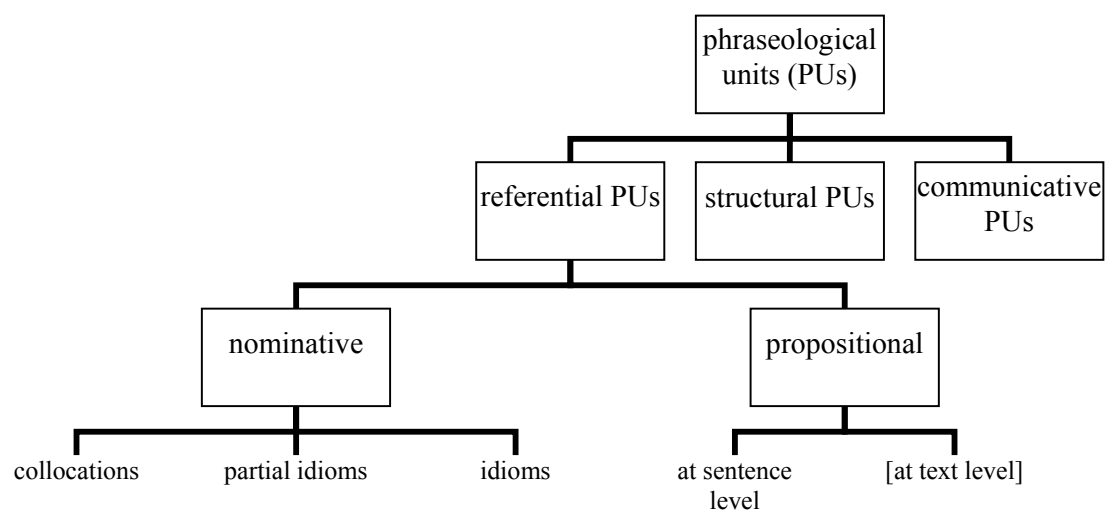 phraseological
units (PUs)
referential PUs
structural PUs
communicative
PUs
nominative
propositional
collocations
partial idioms
idioms
at sentence
level
[at text level]